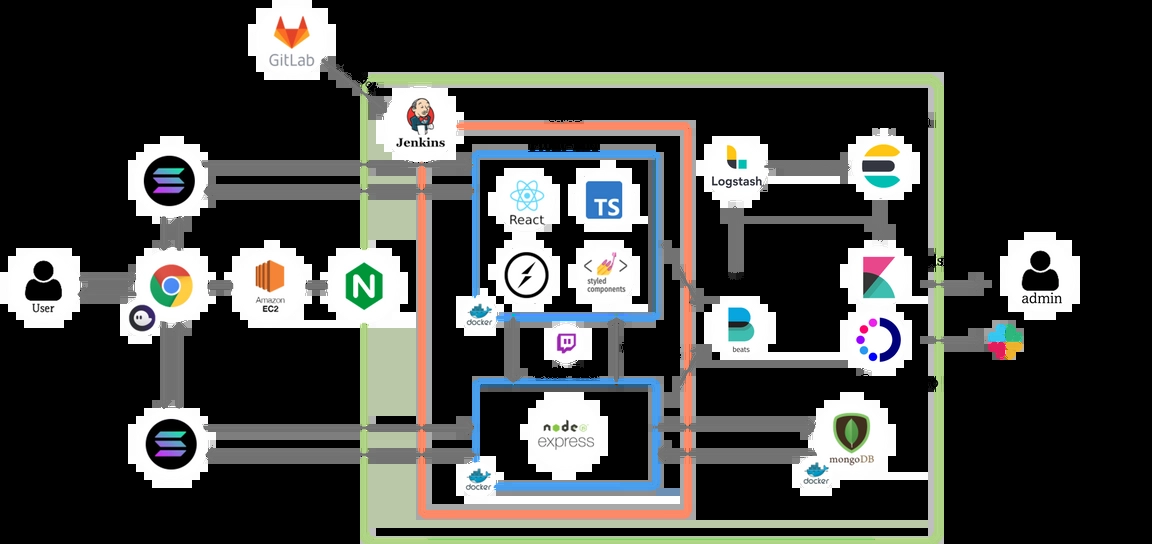 GitLab
Jenkins
React
TS
Logstash
User
Amazon
EC2
N
styled
components
docker
beats
admin
node
express
docker
mongoDB
docker